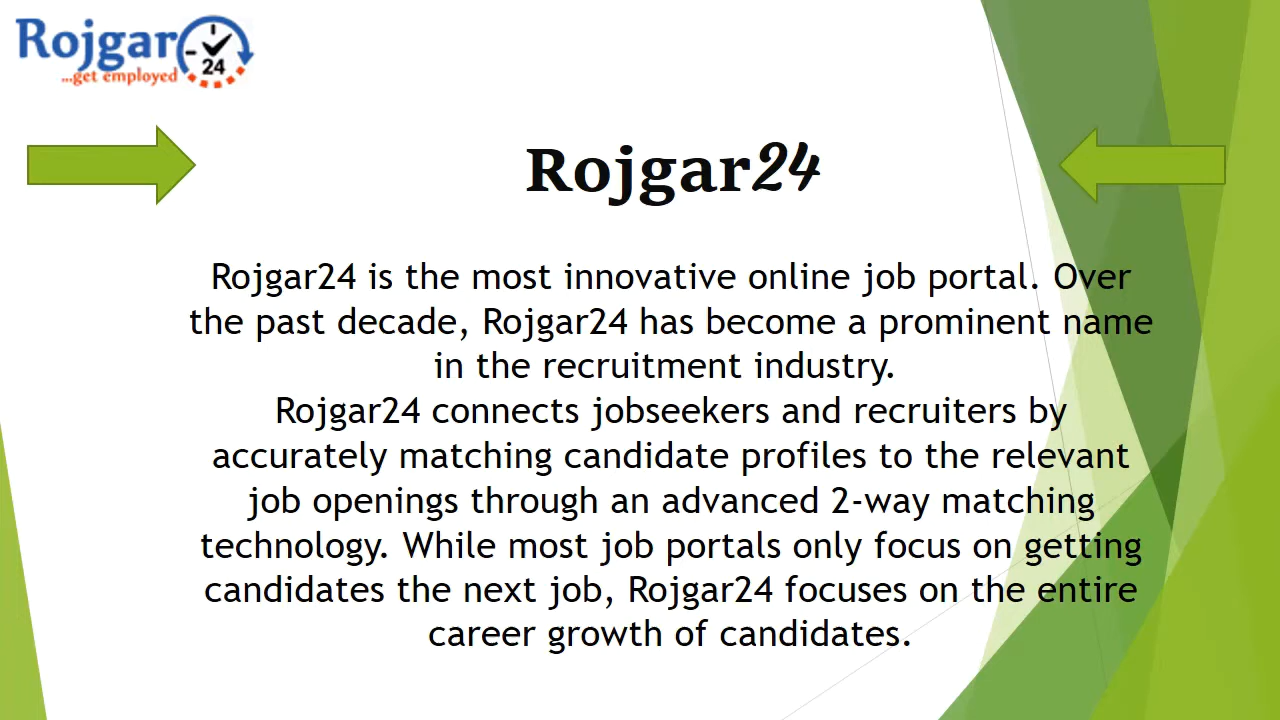 Rojgar
24
...get employed
Rojgar24
Rojgar24 is the most innovative online job portal. Over
the past decade, Rojgar24 has become a prominent name
in the recruitment industry.
Rojgar24 connects jobseekers and recruiters by
accurately matching candidate profiles to the relevant
job openings through an advanced 2-way matching
technology. While most job portals only focus on getting
candidates the next job, Rojgar24 focuses on the entire
career growth of candidates.